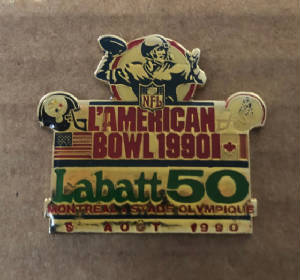 NFL
L'AMERICAN
BOWL 1990
Labatt 50
MONTREAL STADE OLYMPIQUE
AOUT 1990